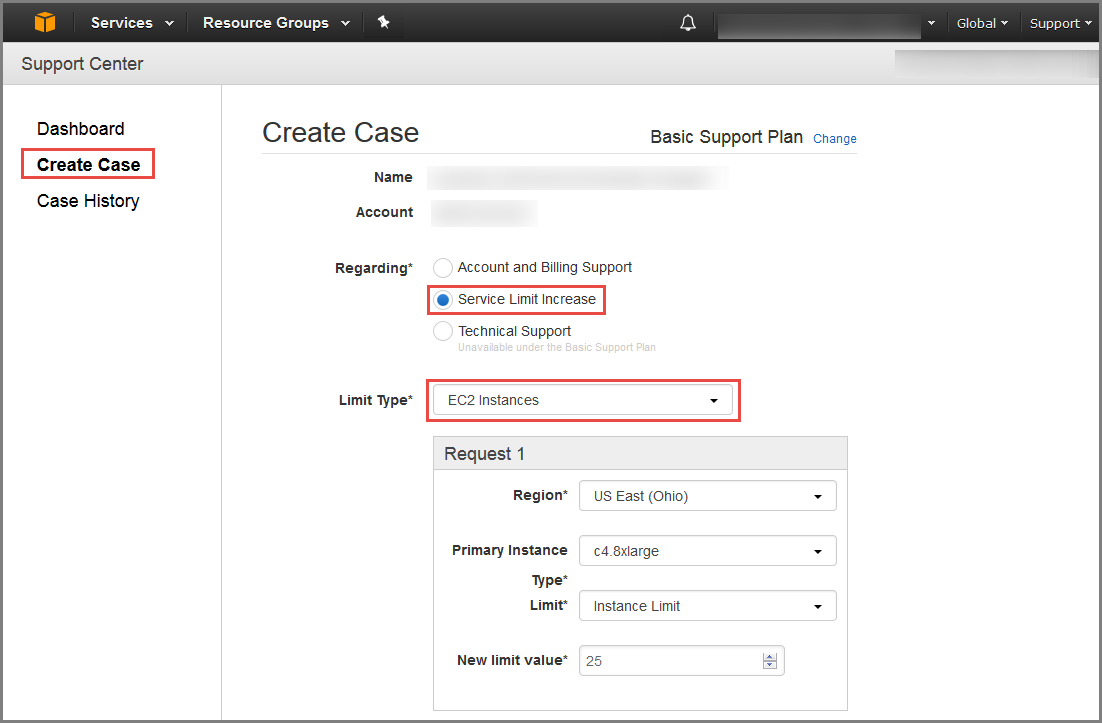 Services Resource Groups Global Support
Support Center
Dashboard
Create Case
Case History
Create Case Basic Support Plan Change
Name
Account
Regarding* Account and Billing Support
Service Limit Increase
Technical Support
Unavailable under the Basic Support Plan
Limit Type* EC2 Instances
Request 1
Region* US East (Ohio)
Primary Instance c4.8xlarge
Type*
Limit* Instance Limit
New limit value* 25